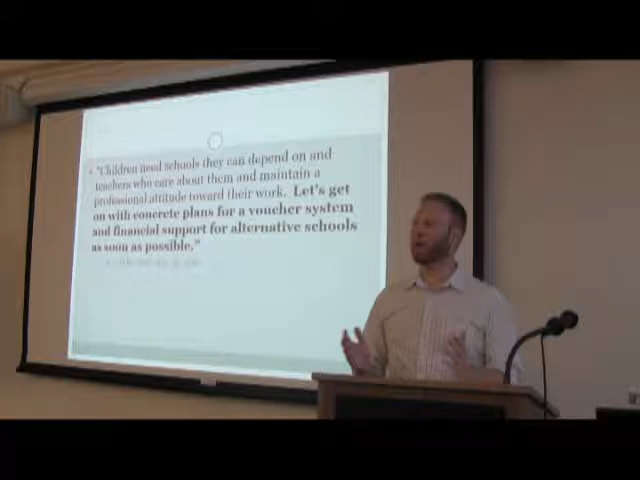 "Children need schools they can depend on and
teachers who care about them and maintain a
professional attitude toward their work. Let's get
on with concrete plans for a voucher system
and financial support for alternative schools
as soon as possible."